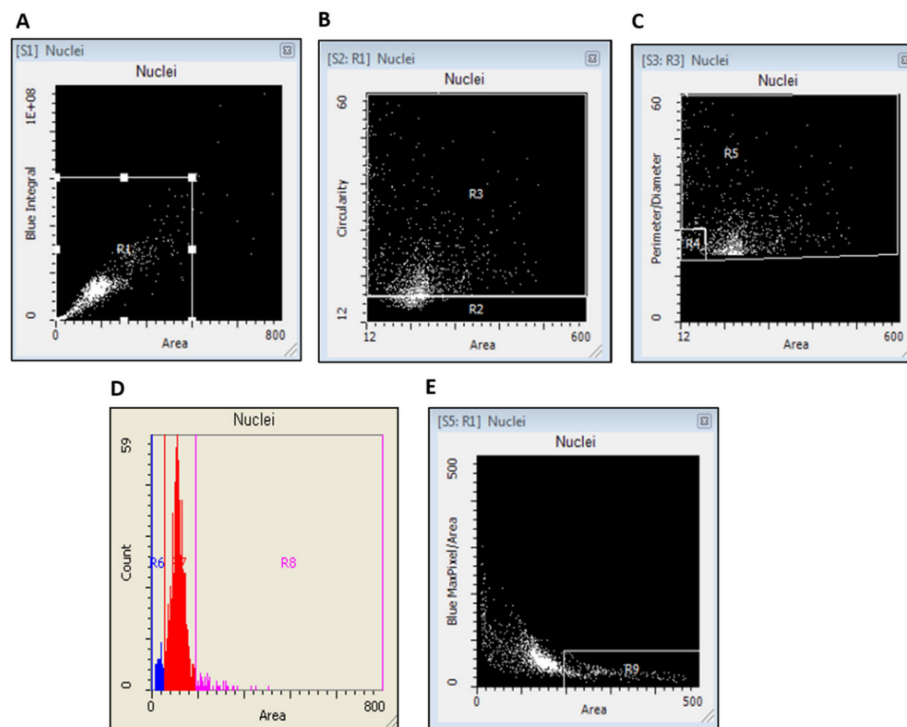 A
[S1] Nuclei
Nuclei
1E+08
Blue Integral
R1
0
0
800
Area
B
[S2: R1] Nuclei
Nuclei
60
Circularity
R3
R2
12
12
600
Area
C
[S3: R3] Nuclei
Nuclei
60
Perimeter/Diameter
R5
R4
0
12
600
Area
D
Nuclei
59
Count
R6
R8
0
0
800
Area
E
[S5: R1] Nuclei
Nuclei
500
Blue MaxPixel/Area
R9
0
0
500
Area